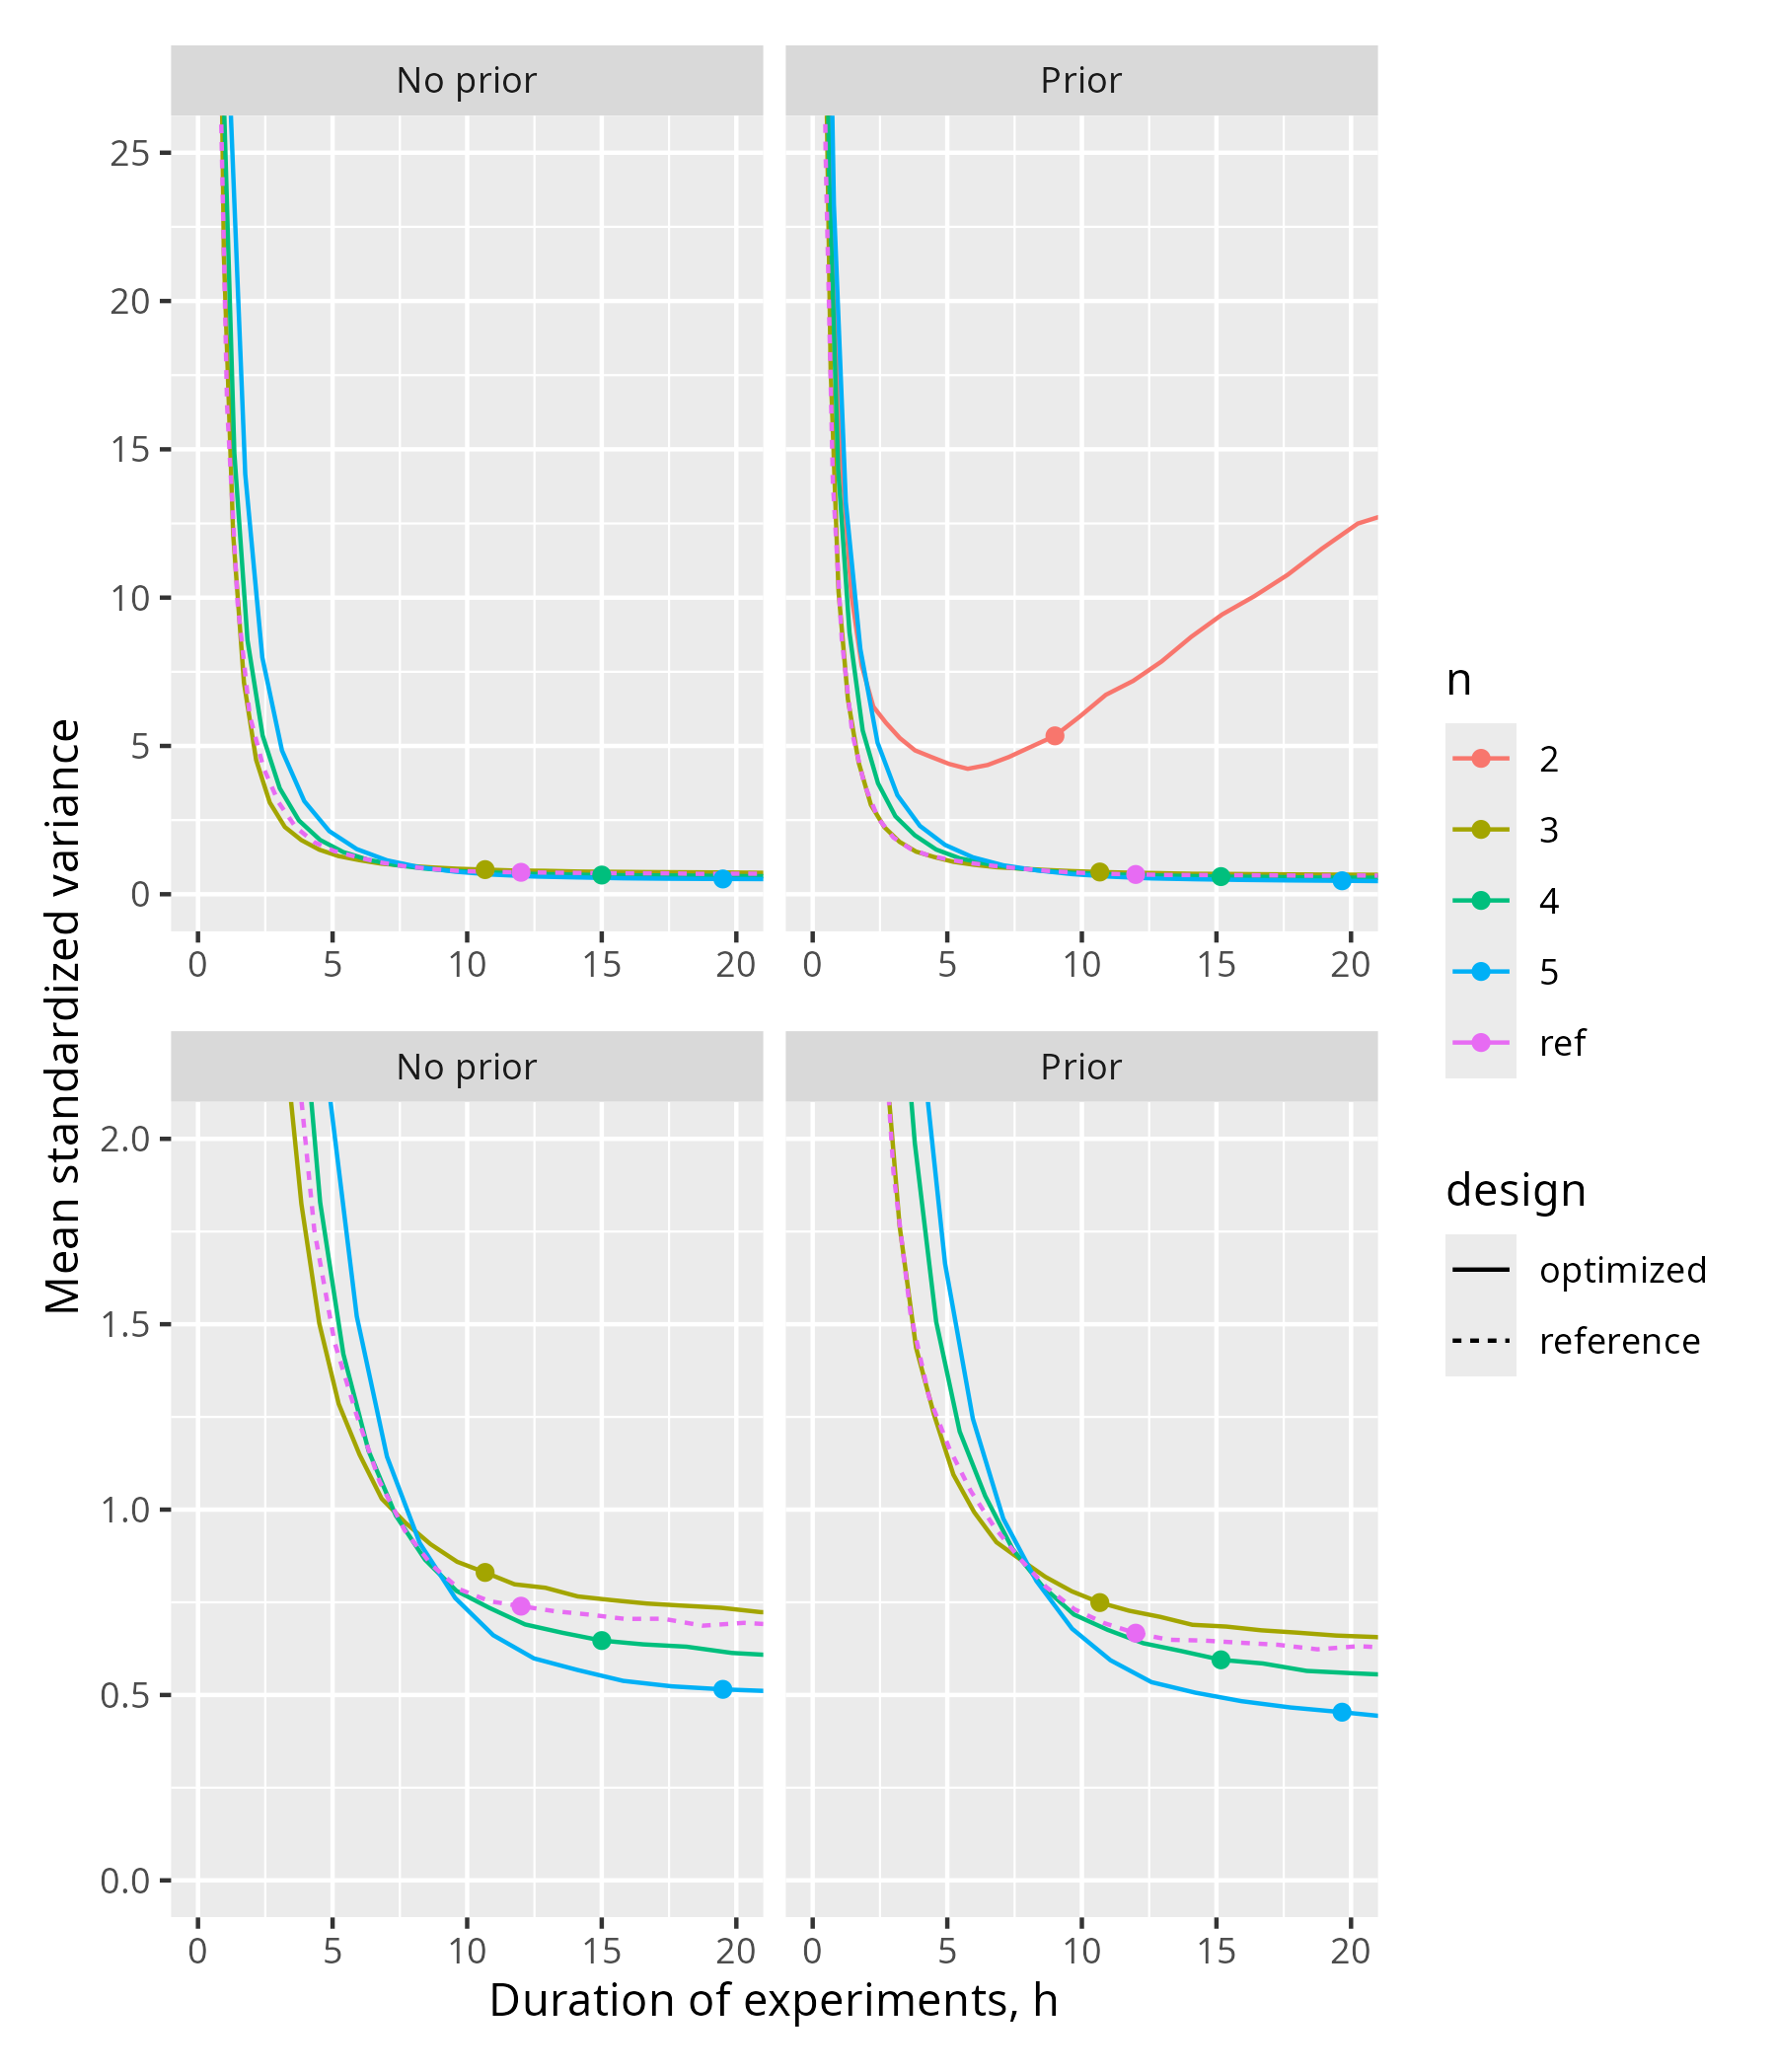 No prior
Prior
25
20
15
10
5
0
0 5 10 15 20
0 5 10 15 20
No prior
Prior
2.0
1.5
1.0
0.5
0.0
0 5 10 15 20
0 5 10 15 20
Duration of experiments, h
Mean standardized variance
n
2
3
4
5
ref
design
optimized
reference